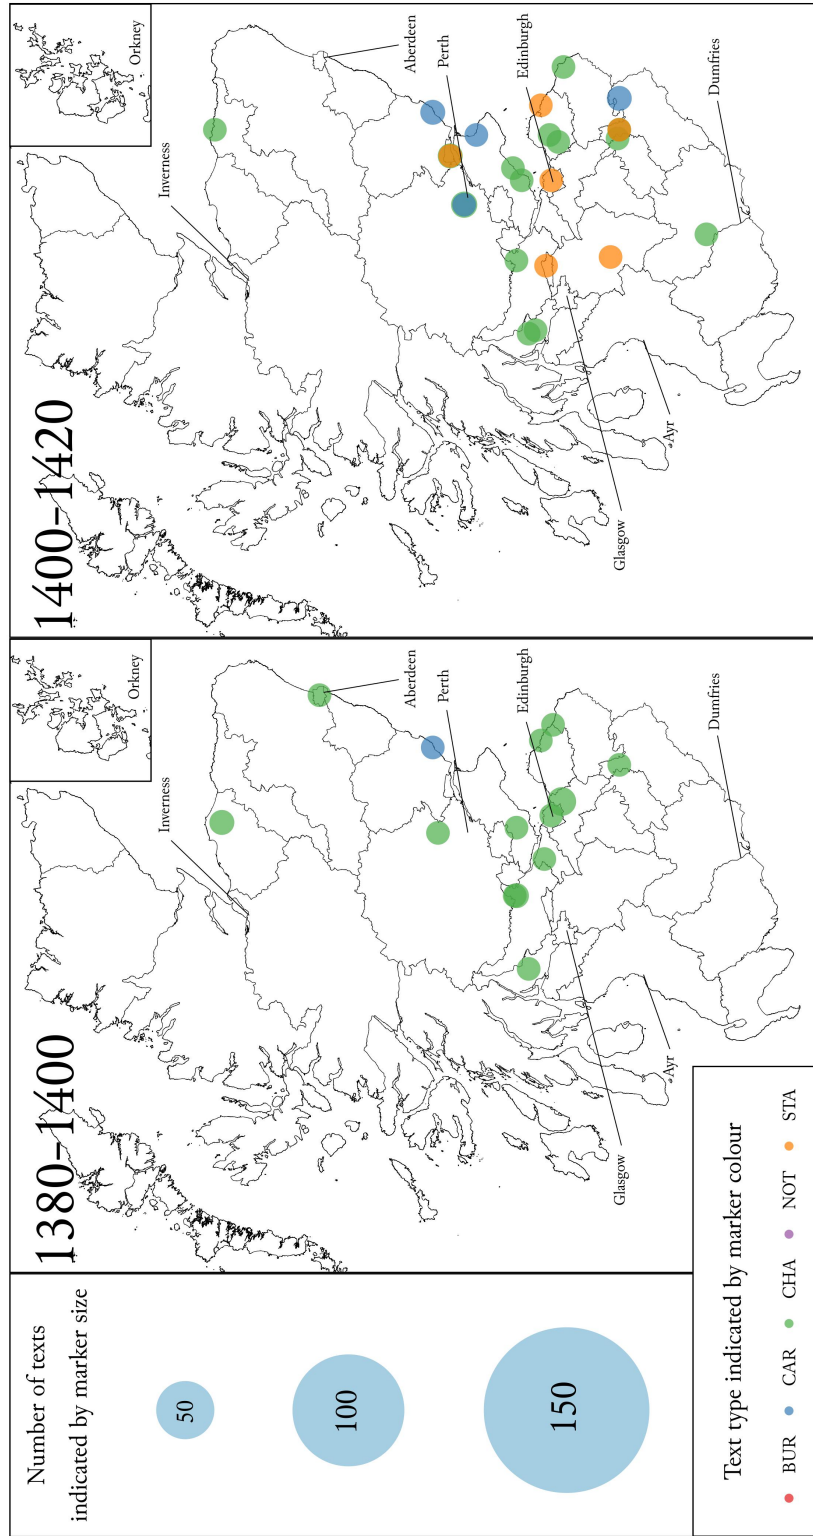 Number of texts
indicated by marker size
50
100
150
Text type indicated by marker colour
BUR CAR CHA NOT STA
1380–1400
Orkney
Inverness
Aberdeen
Perth
Edinburgh
Glasgow
Ayr
Dumfries
1400–1420
Orkney
Inverness
Aberdeen
Perth
Edinburgh
Glasgow
Ayr
Dumfries